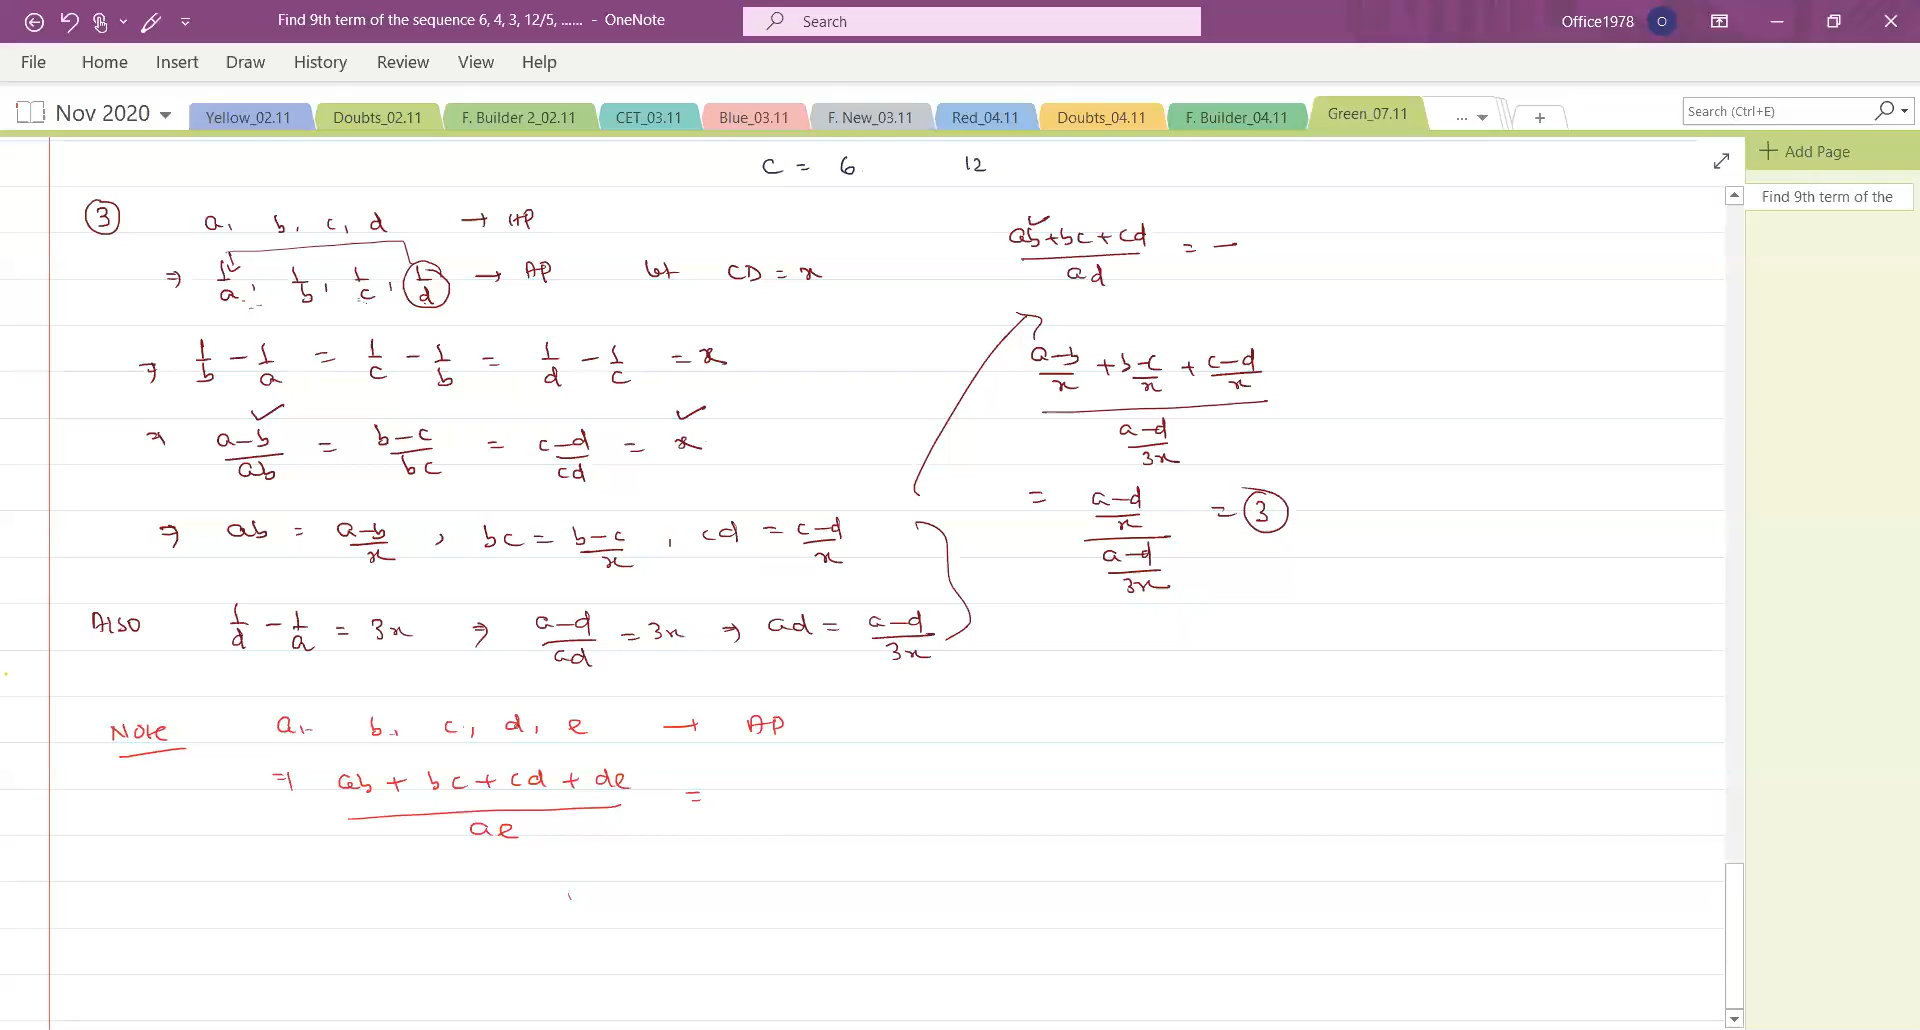 Find 9th term of the sequence 6, 4, 3, 12/5, ...... - OneNote
Search
Office1978
O
File Home Insert Draw History Review View Help
Nov 2020
Yellow_02.11 Doubts_02.11 F. Builder 2_02.11 CET_03.11 Blue_03.11 F. New_03.11 Red_04.11 Doubts_04.11 F. Builder_04.11 Green_07.11 ... +
Search (Ctrl+E)
+ Add Page
Find 9th term of the
c = 6 12
③ a, b, c, d → HP
⇒ 1/a, 1/b, 1/c, 1/d → AP let CD = x
⇒ 1/b - 1/a = 1/c - 1/b = 1/d - 1/c = x
⇒ (a-b)/ab = (b-c)/bc = (c-d)/cd = x
⇒ ab = (a-b)/x, bc = (b-c)/x, cd = (c-d)/x
Also 1/d - 1/a = 3x ⇒ (a-d)/ad = 3x ⇒ ad = (a-d)/3x
(ab+bc+cd)/ad = -
((a-b)/x + (b-c)/x + (c-d)/x)/((a-d)/3x)
= ((a-d)/x)/((a-d)/3x) = 3
Note a, b, c, d, e → AP
⇒ (ab + bc + cd + de)/ae =